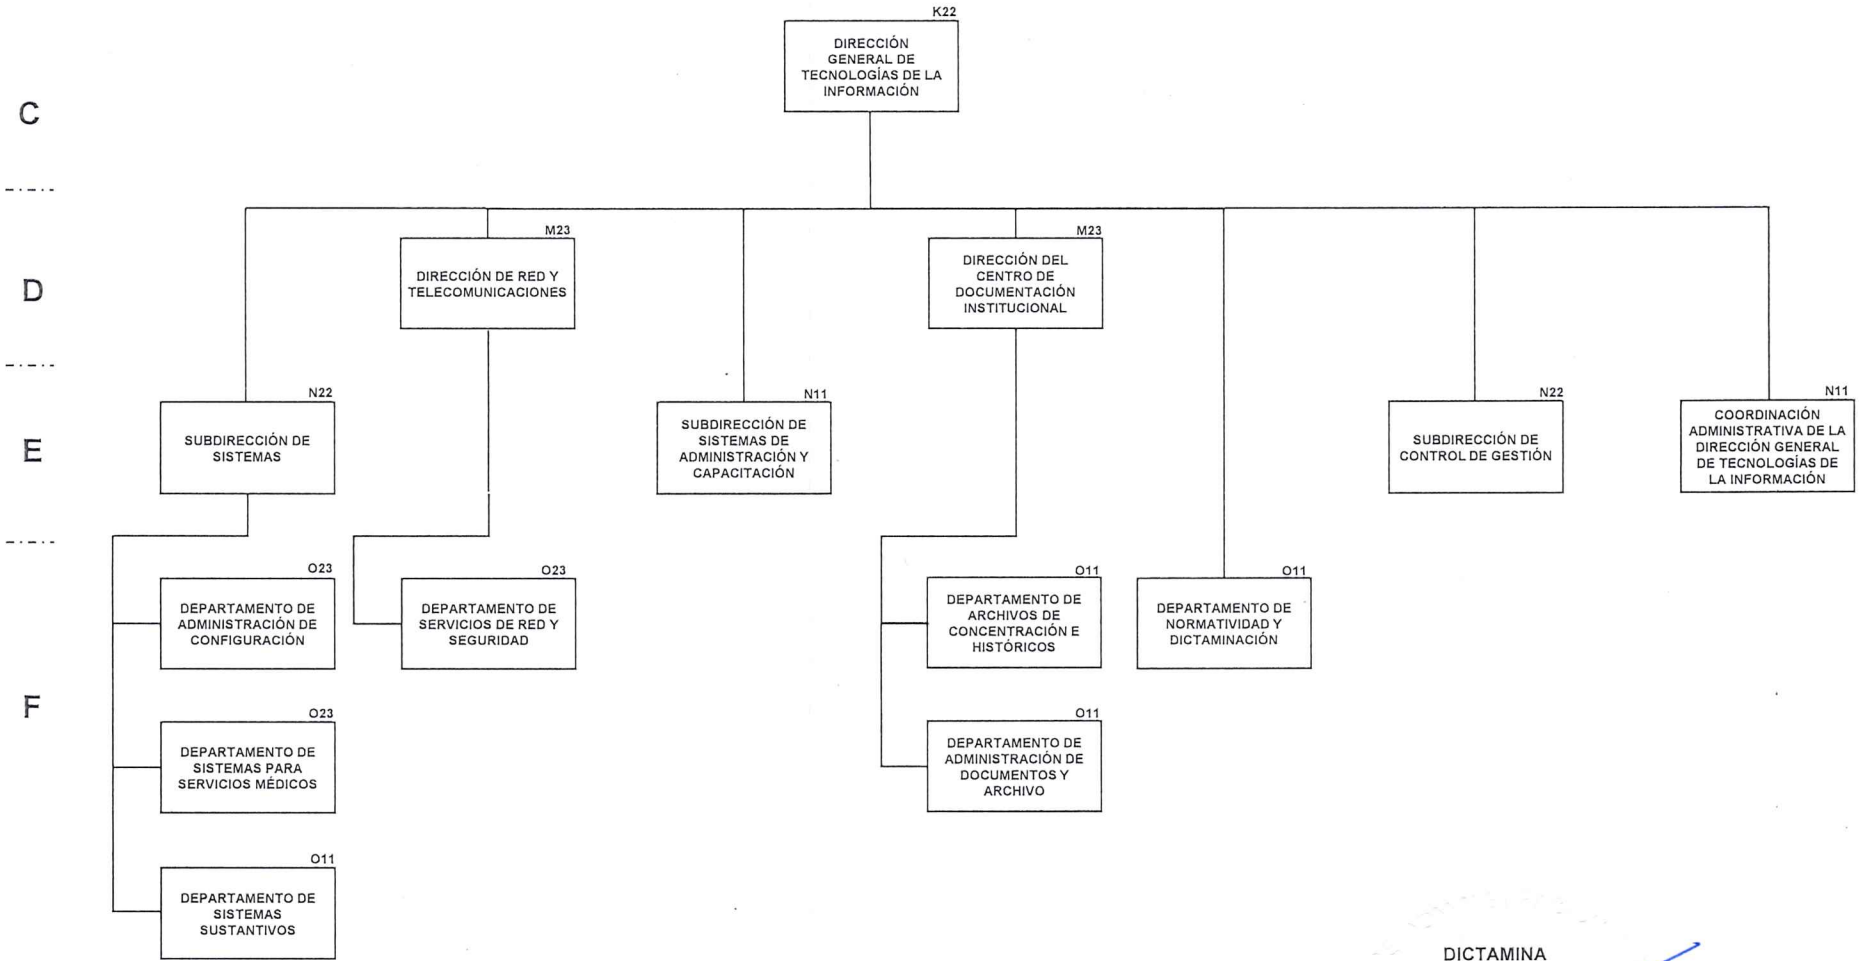 K22
DIRECCIÓN
GENERAL DE
TECNOLOGÍAS DE LA
INFORMACIÓN
C
M23
DIRECCIÓN DE RED Y
TELECOMUNICACIONES
M23
DIRECCIÓN DEL
CENTRO DE
DOCUMENTACIÓN
INSTITUCIONAL
D
N22
SUBDIRECCIÓN DE
SISTEMAS
N11
SUBDIRECCIÓN DE
SISTEMAS DE
ADMINISTRACIÓN Y
CAPACITACIÓN
N22
SUBDIRECCIÓN DE
CONTROL DE GESTIÓN
N11
COORDINACIÓN
ADMINISTRATIVA DE LA
DIRECCIÓN GENERAL
DE TECNOLOGÍAS DE
LA INFORMACIÓN
E
O23
DEPARTAMENTO DE
ADMINISTRACIÓN DE
CONFIGURACIÓN
O23
DEPARTAMENTO DE
SERVICIOS DE RED Y
SEGURIDAD
O11
DEPARTAMENTO DE
ARCHIVOS DE
CONCENTRACIÓN E
HISTÓRICOS
O11
DEPARTAMENTO DE
NORMATIVIDAD Y
DICTAMINACIÓN
F
O23
DEPARTAMENTO DE
SISTEMAS PARA
SERVICIOS MÉDICOS
O11
DEPARTAMENTO DE
ADMINISTRACIÓN DE
DOCUMENTOS Y
ARCHIVO
O11
DEPARTAMENTO DE
SISTEMAS
SUSTANTIVOS
DICTAMINA